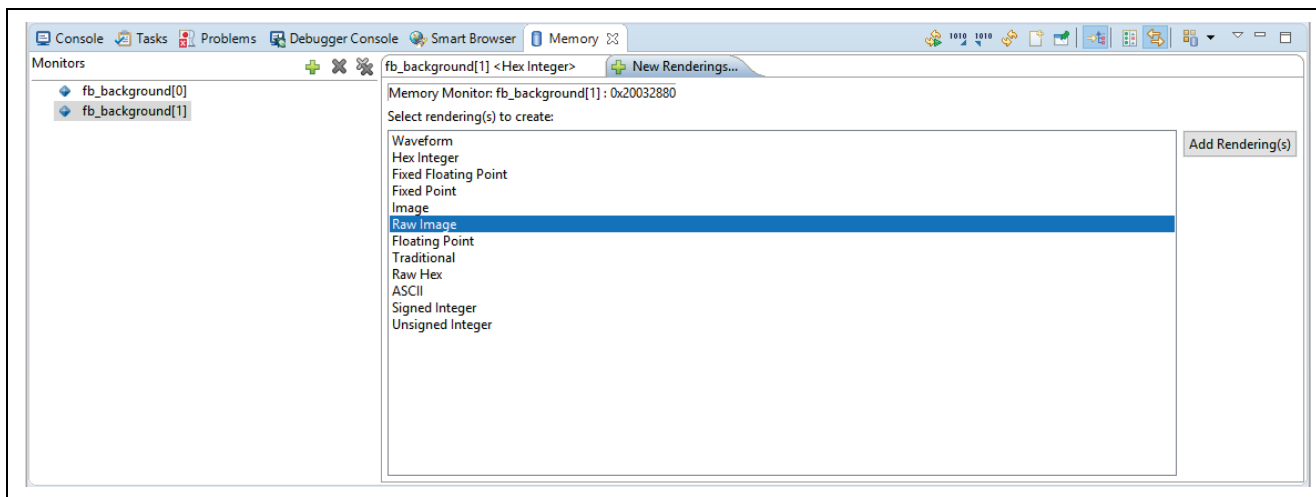 Console Tasks Problems Debugger Console Smart Browser Memory
Monitors
fb_background[0]
fb_background[1]
fb_background[1] <Hex Integer> New Renderings...
Memory Monitor: fb_background[1] : 0x20032880
Select rendering(s) to create:
Waveform
Hex Integer
Fixed Floating Point
Fixed Point
Image
Raw Image
Floating Point
Traditional
Raw Hex
ASCII
Signed Integer
Unsigned Integer
Add Rendering(s)